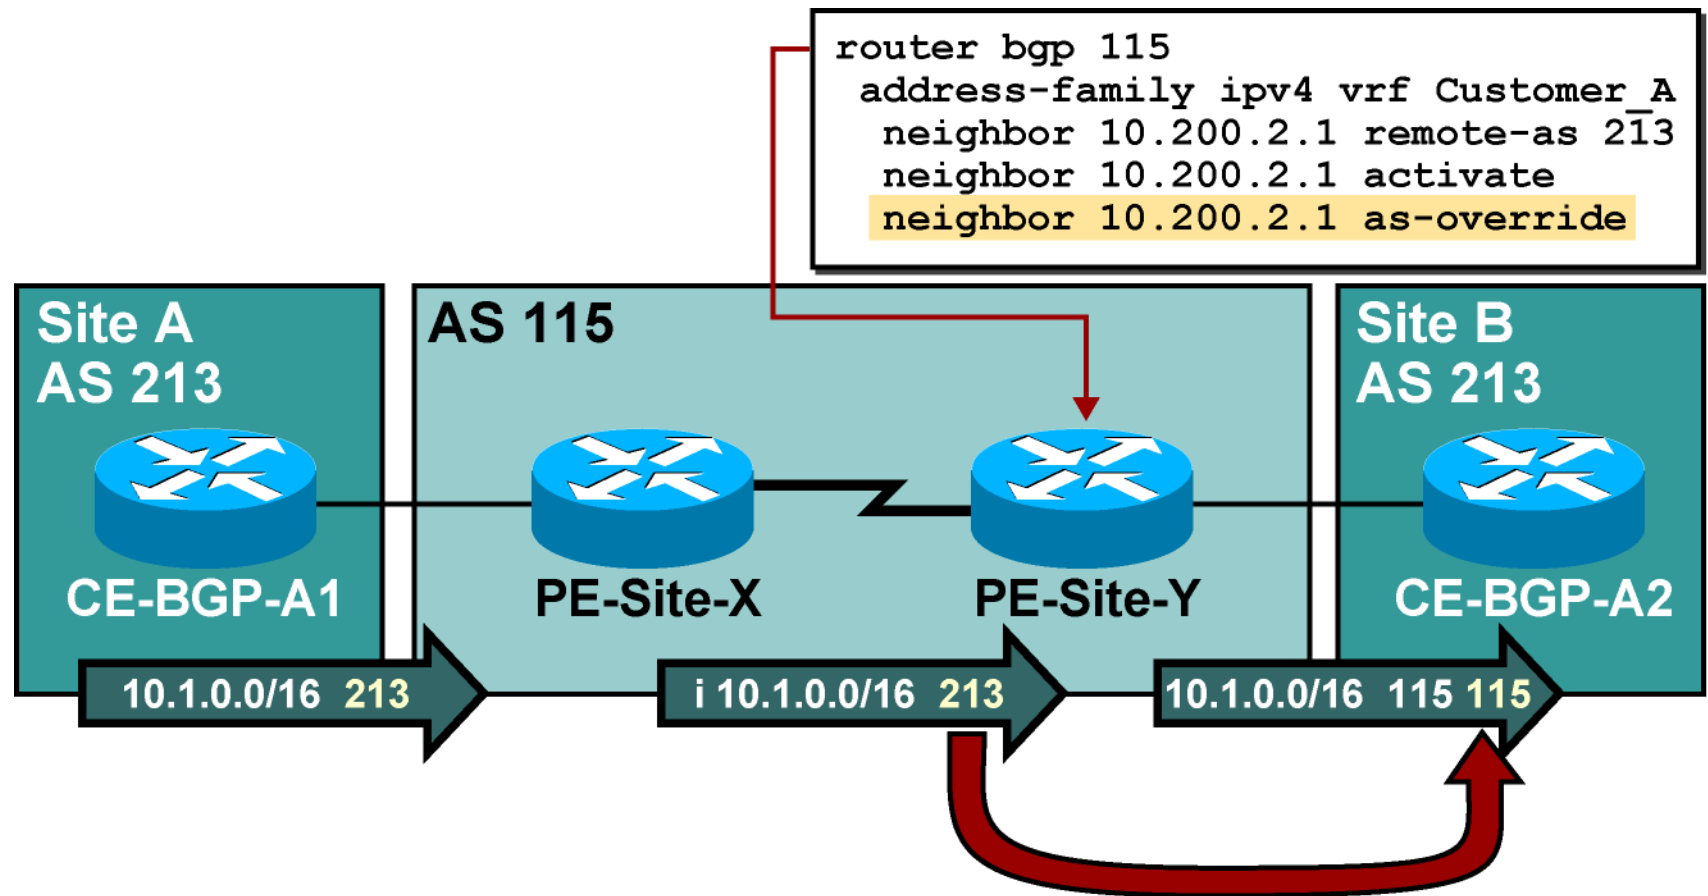 router bgp 115
address-family ipv4 vrf Customer_A
neighbor 10.200.2.1 remote-as 213
neighbor 10.200.2.1 activate
neighbor 10.200.2.1 as-override
Site A
AS 213
AS 115
Site B
AS 213
CE-BGP-A1
PE-Site-X
PE-Site-Y
CE-BGP-A2
10.1.0.0/16 213
i 10.1.0.0/16 213
10.1.0.0/16 115 115